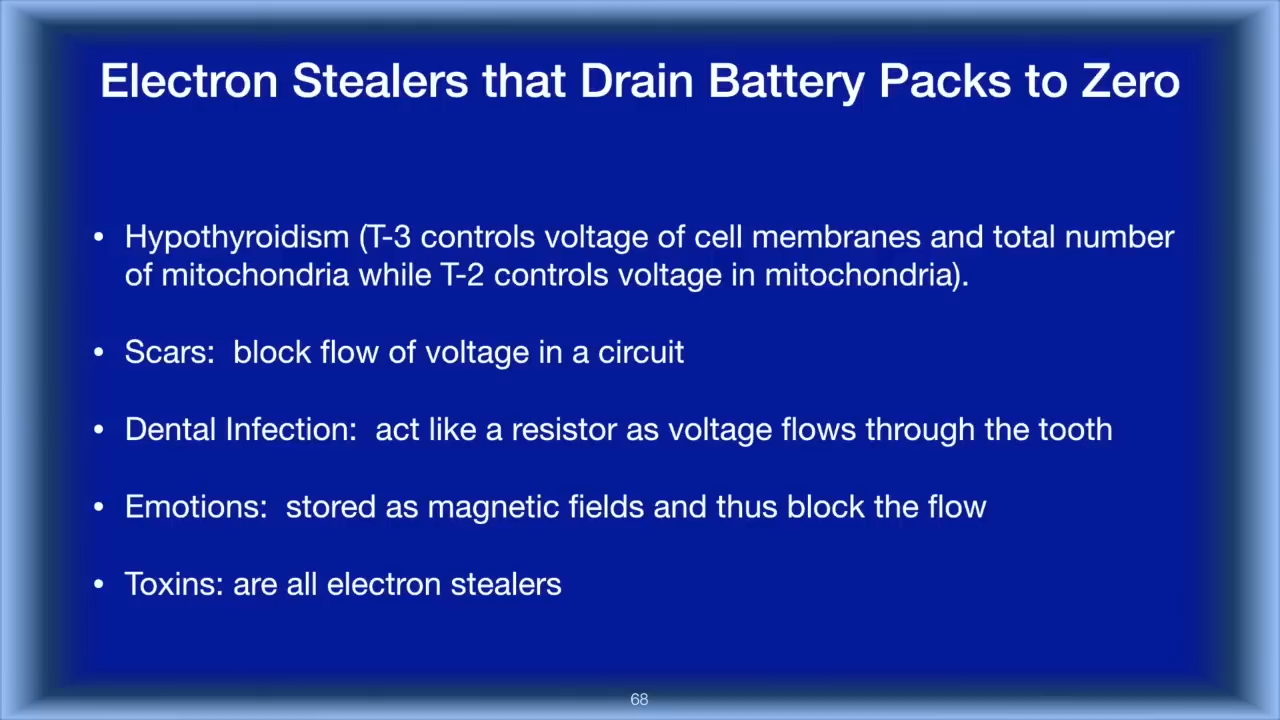 Electron Stealers that Drain Battery Packs to Zero
• Hypothyroidism (T-3 controls voltage of cell membranes and total number
of mitochondria while T-2 controls voltage in mitochondria).
• Scars:  block flow of voltage in a circuit
• Dental Infection:  act like a resistor as voltage flows through the tooth
• Emotions:  stored as magnetic fields and thus block the flow
• Toxins: are all electron stealers
68